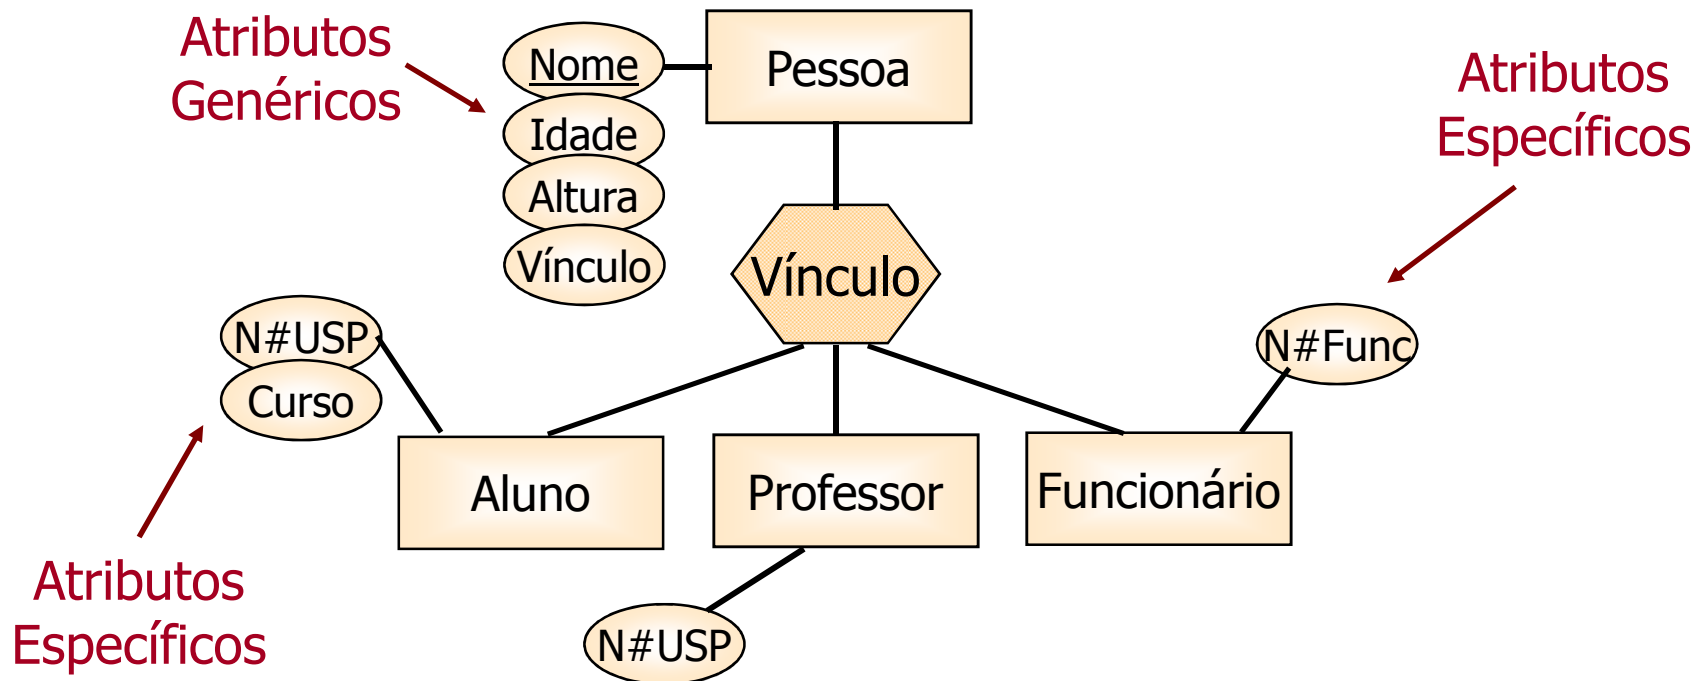 Atributos
Genéricos
Nome
Idade
Altura
Vínculo
Pessoa
Atributos
Específicos
Vínculo
N#USP
Curso
N#Func
Aluno
Professor
Funcionário
Atributos
Específicos
N#USP